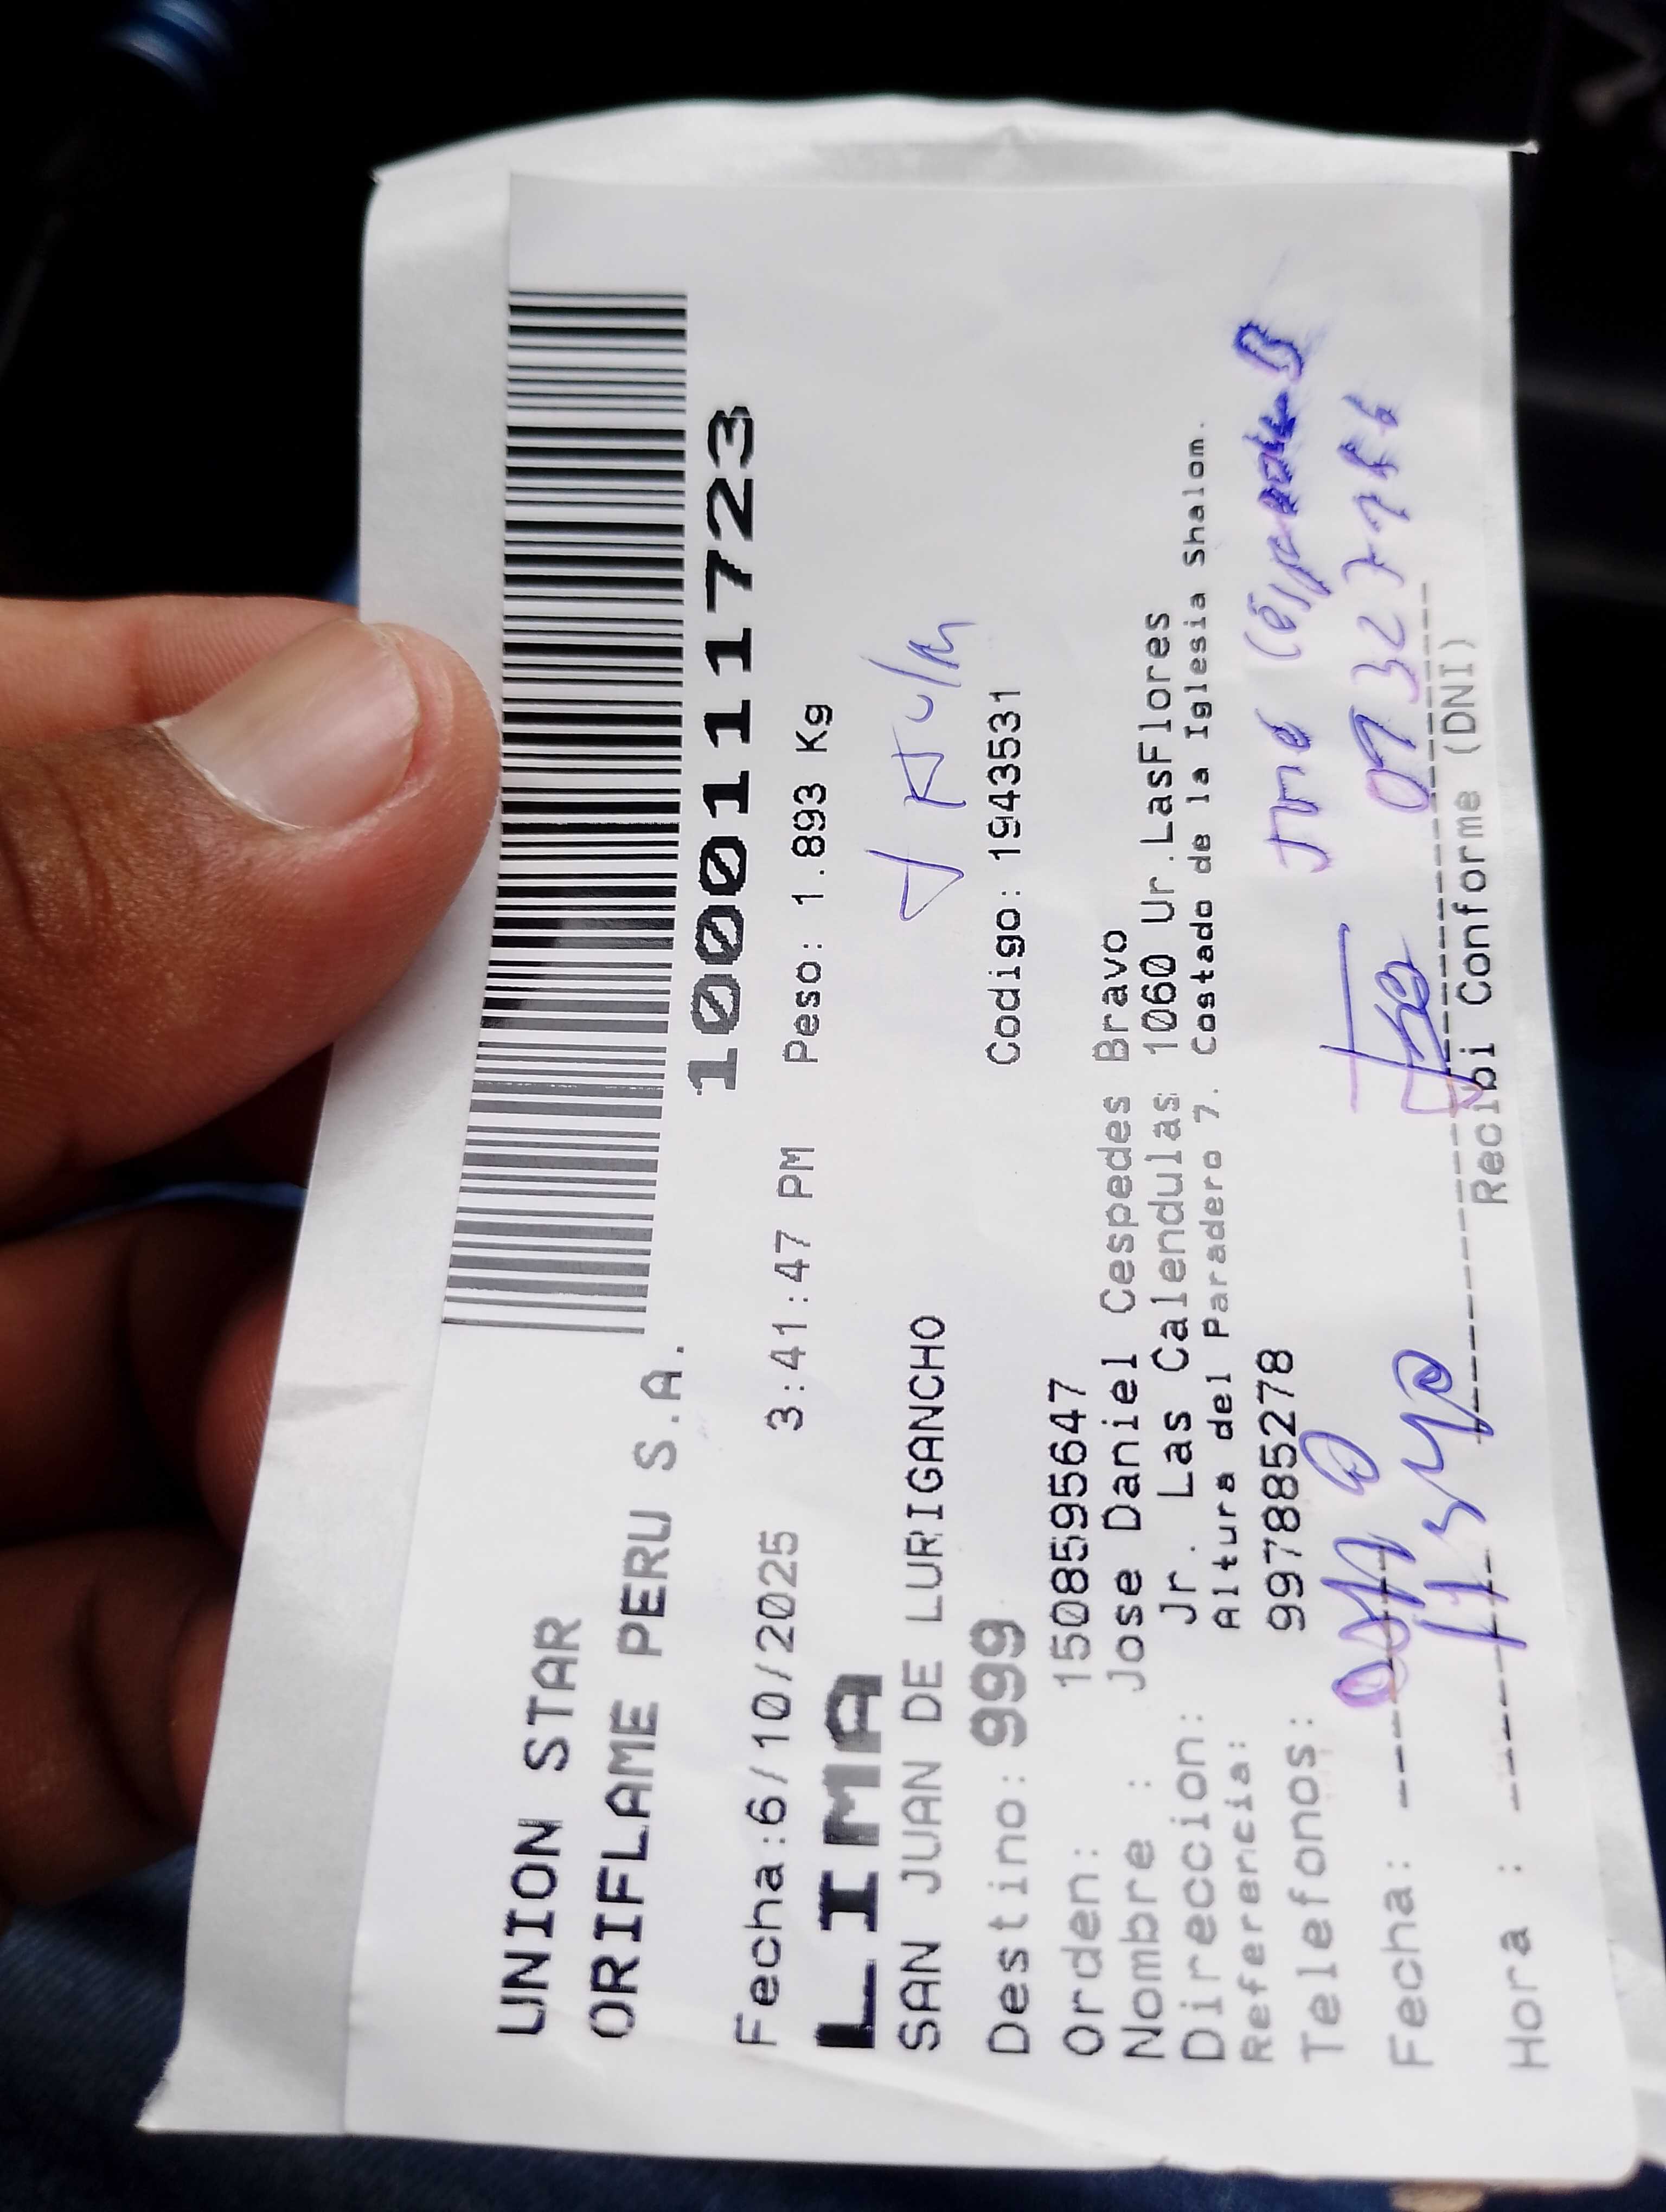 UNION STAR
ORIFLAME PERU S.A.
1000111723
Fecha:6/10/2025 3:41:47 PM Peso: 1.893 Kg
LIMA
SAN JUAN DE LURIGANCHO
Destino: 999 Codigo: 1943531
Orden: 1508595647
Nombre : Jose Daniel Cespedes Bravo
Direccion: Jr. Las Calendulas 1060 Ur.LasFlores
Referencia: Altura del Paradero 7. Costado de la Iglesia Shalom.
Telefonos: 997885278
José Céspedes B
Fecha:
Hora :
Recibi Conforme (DNI)